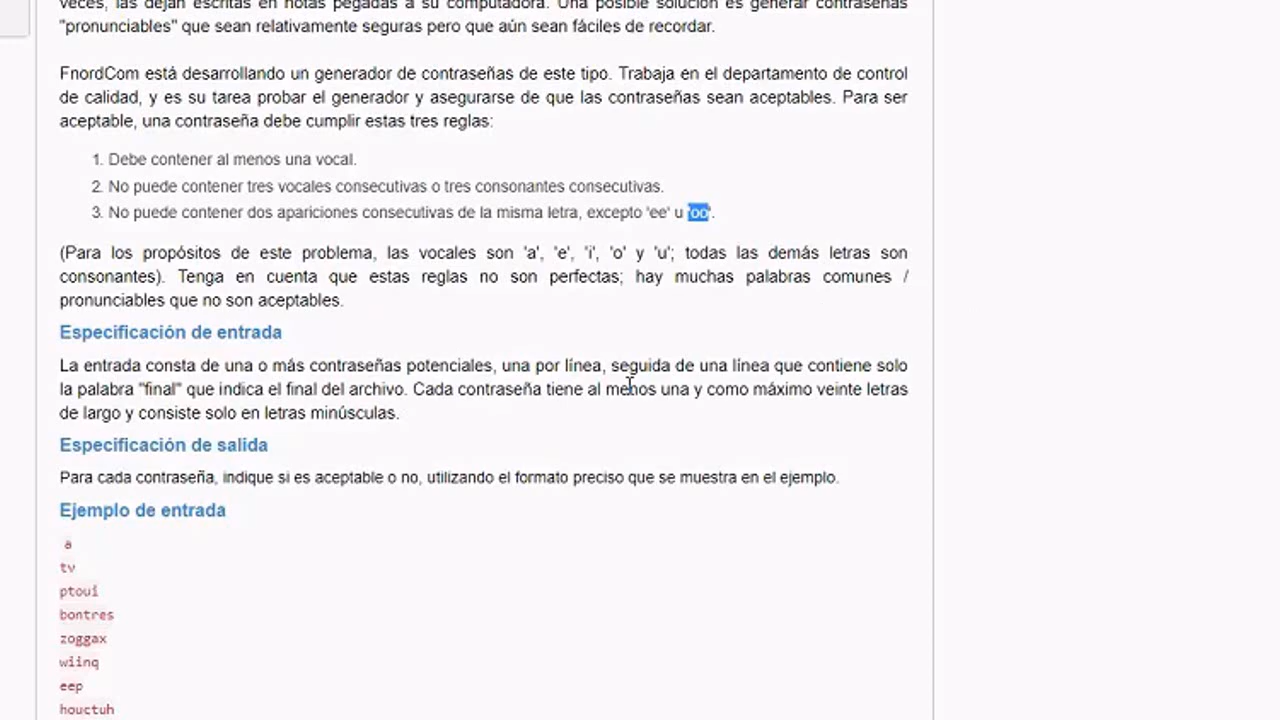 veces, las dejan escritas en notas pegadas a su computadora. Una posible solución es generar contraseñas
"pronunciables" que sean relativamente seguras pero que aún sean fáciles de recordar.
FnordCom está desarrollando un generador de contraseñas de este tipo. Trabaja en el departamento de control
de calidad, y es su tarea probar el generador y asegurarse de que las contraseñas sean aceptables. Para ser
aceptable, una contraseña debe cumplir estas tres reglas:
1. Debe contener al menos una vocal.
2. No puede contener tres vocales consecutivas o tres consonantes consecutivas.
3. No puede contener dos apariciones consecutivas de la misma letra, excepto 'ee' u 'oo'.
(Para los propósitos de este problema, las vocales son 'a', 'e', 'i', 'o' y 'u'; todas las demás letras son
consonantes). Tenga en cuenta que estas reglas no son perfectas; hay muchas palabras comunes /
pronunciables que no son aceptables.
Especificación de entrada
La entrada consta de una o más contraseñas potenciales, una por línea, seguida de una línea que contiene solo
la palabra "final" que indica el final del archivo. Cada contraseña tiene al menos una y como máximo veinte letras
de largo y consiste solo en letras minúsculas.
Especificación de salida
Para cada contraseña, indique si es aceptable o no, utilizando el formato preciso que se muestra en el ejemplo.
Ejemplo de entrada
a
tv
ptoui
bontres
zoggax
wiinq
eep
houctuh